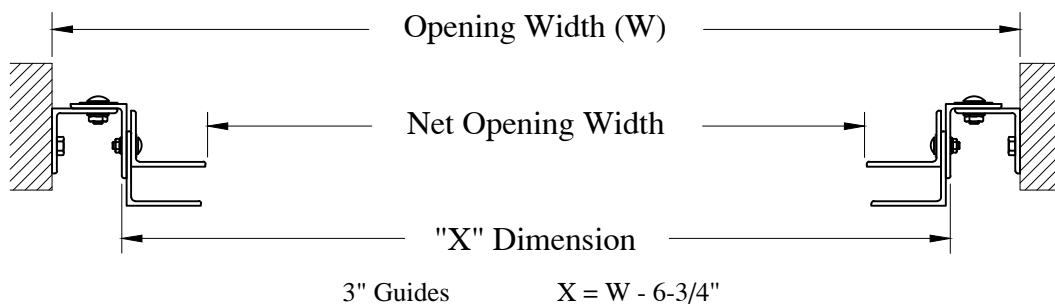 Opening Width (W)
Net Opening Width
"X" Dimension
3" Guides X = W - 6-3/4"